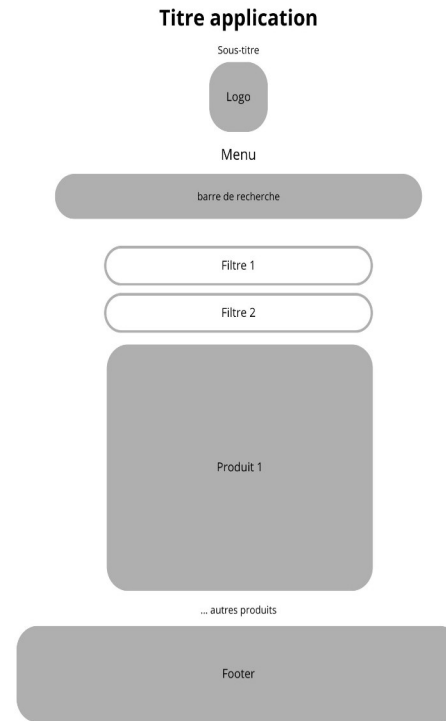 Titre application
Sous-titre
Logo
Menu
barre de recherche
Filtre 1
Filtre 2
Produit 1
... autres produits
Footer